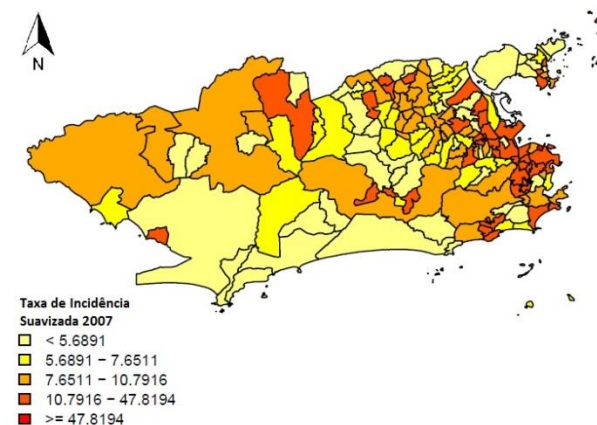 N
Taxa de Incidência
Suavizada 2007
< 5.6891
5.6891 – 7.6511
7.6511 – 10.7916
10.7916 – 47.8194
>= 47.8194